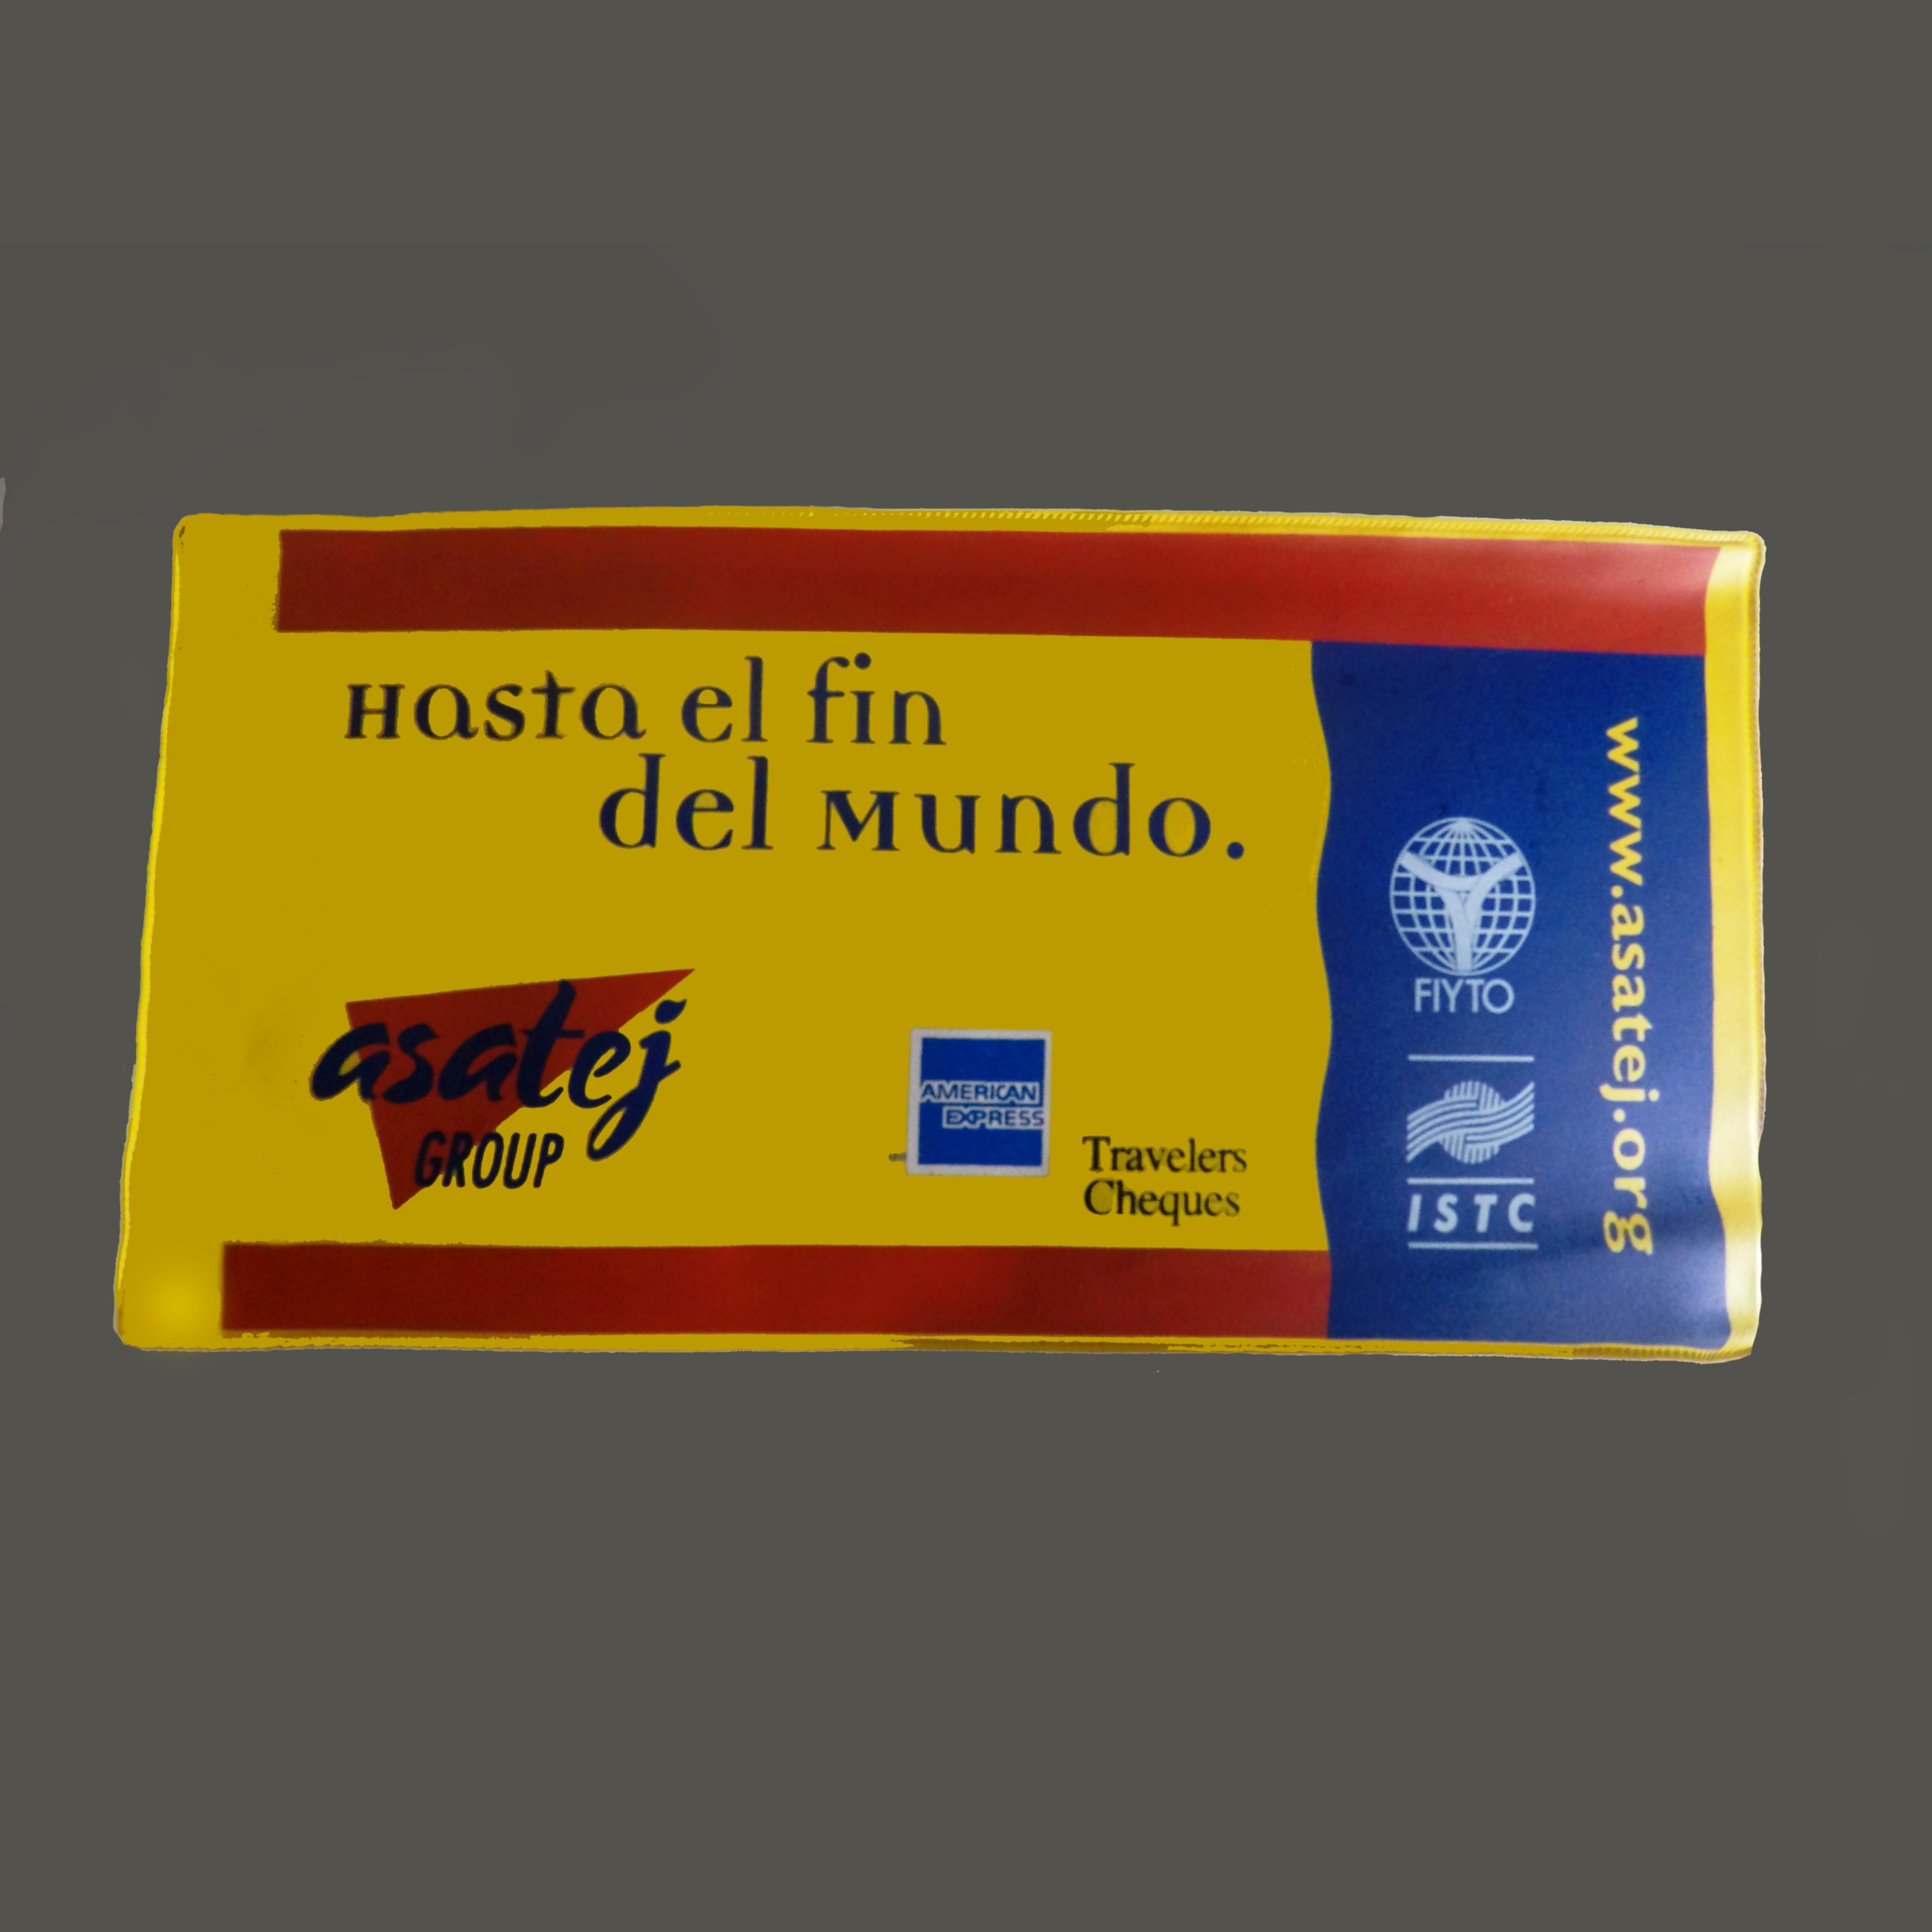 Hasta el fin
del Mundo.
asatej
GROUP
AMERICAN
EXPRESS
Travelers
Cheques
FIYTO
ISTC
www.asatej.org